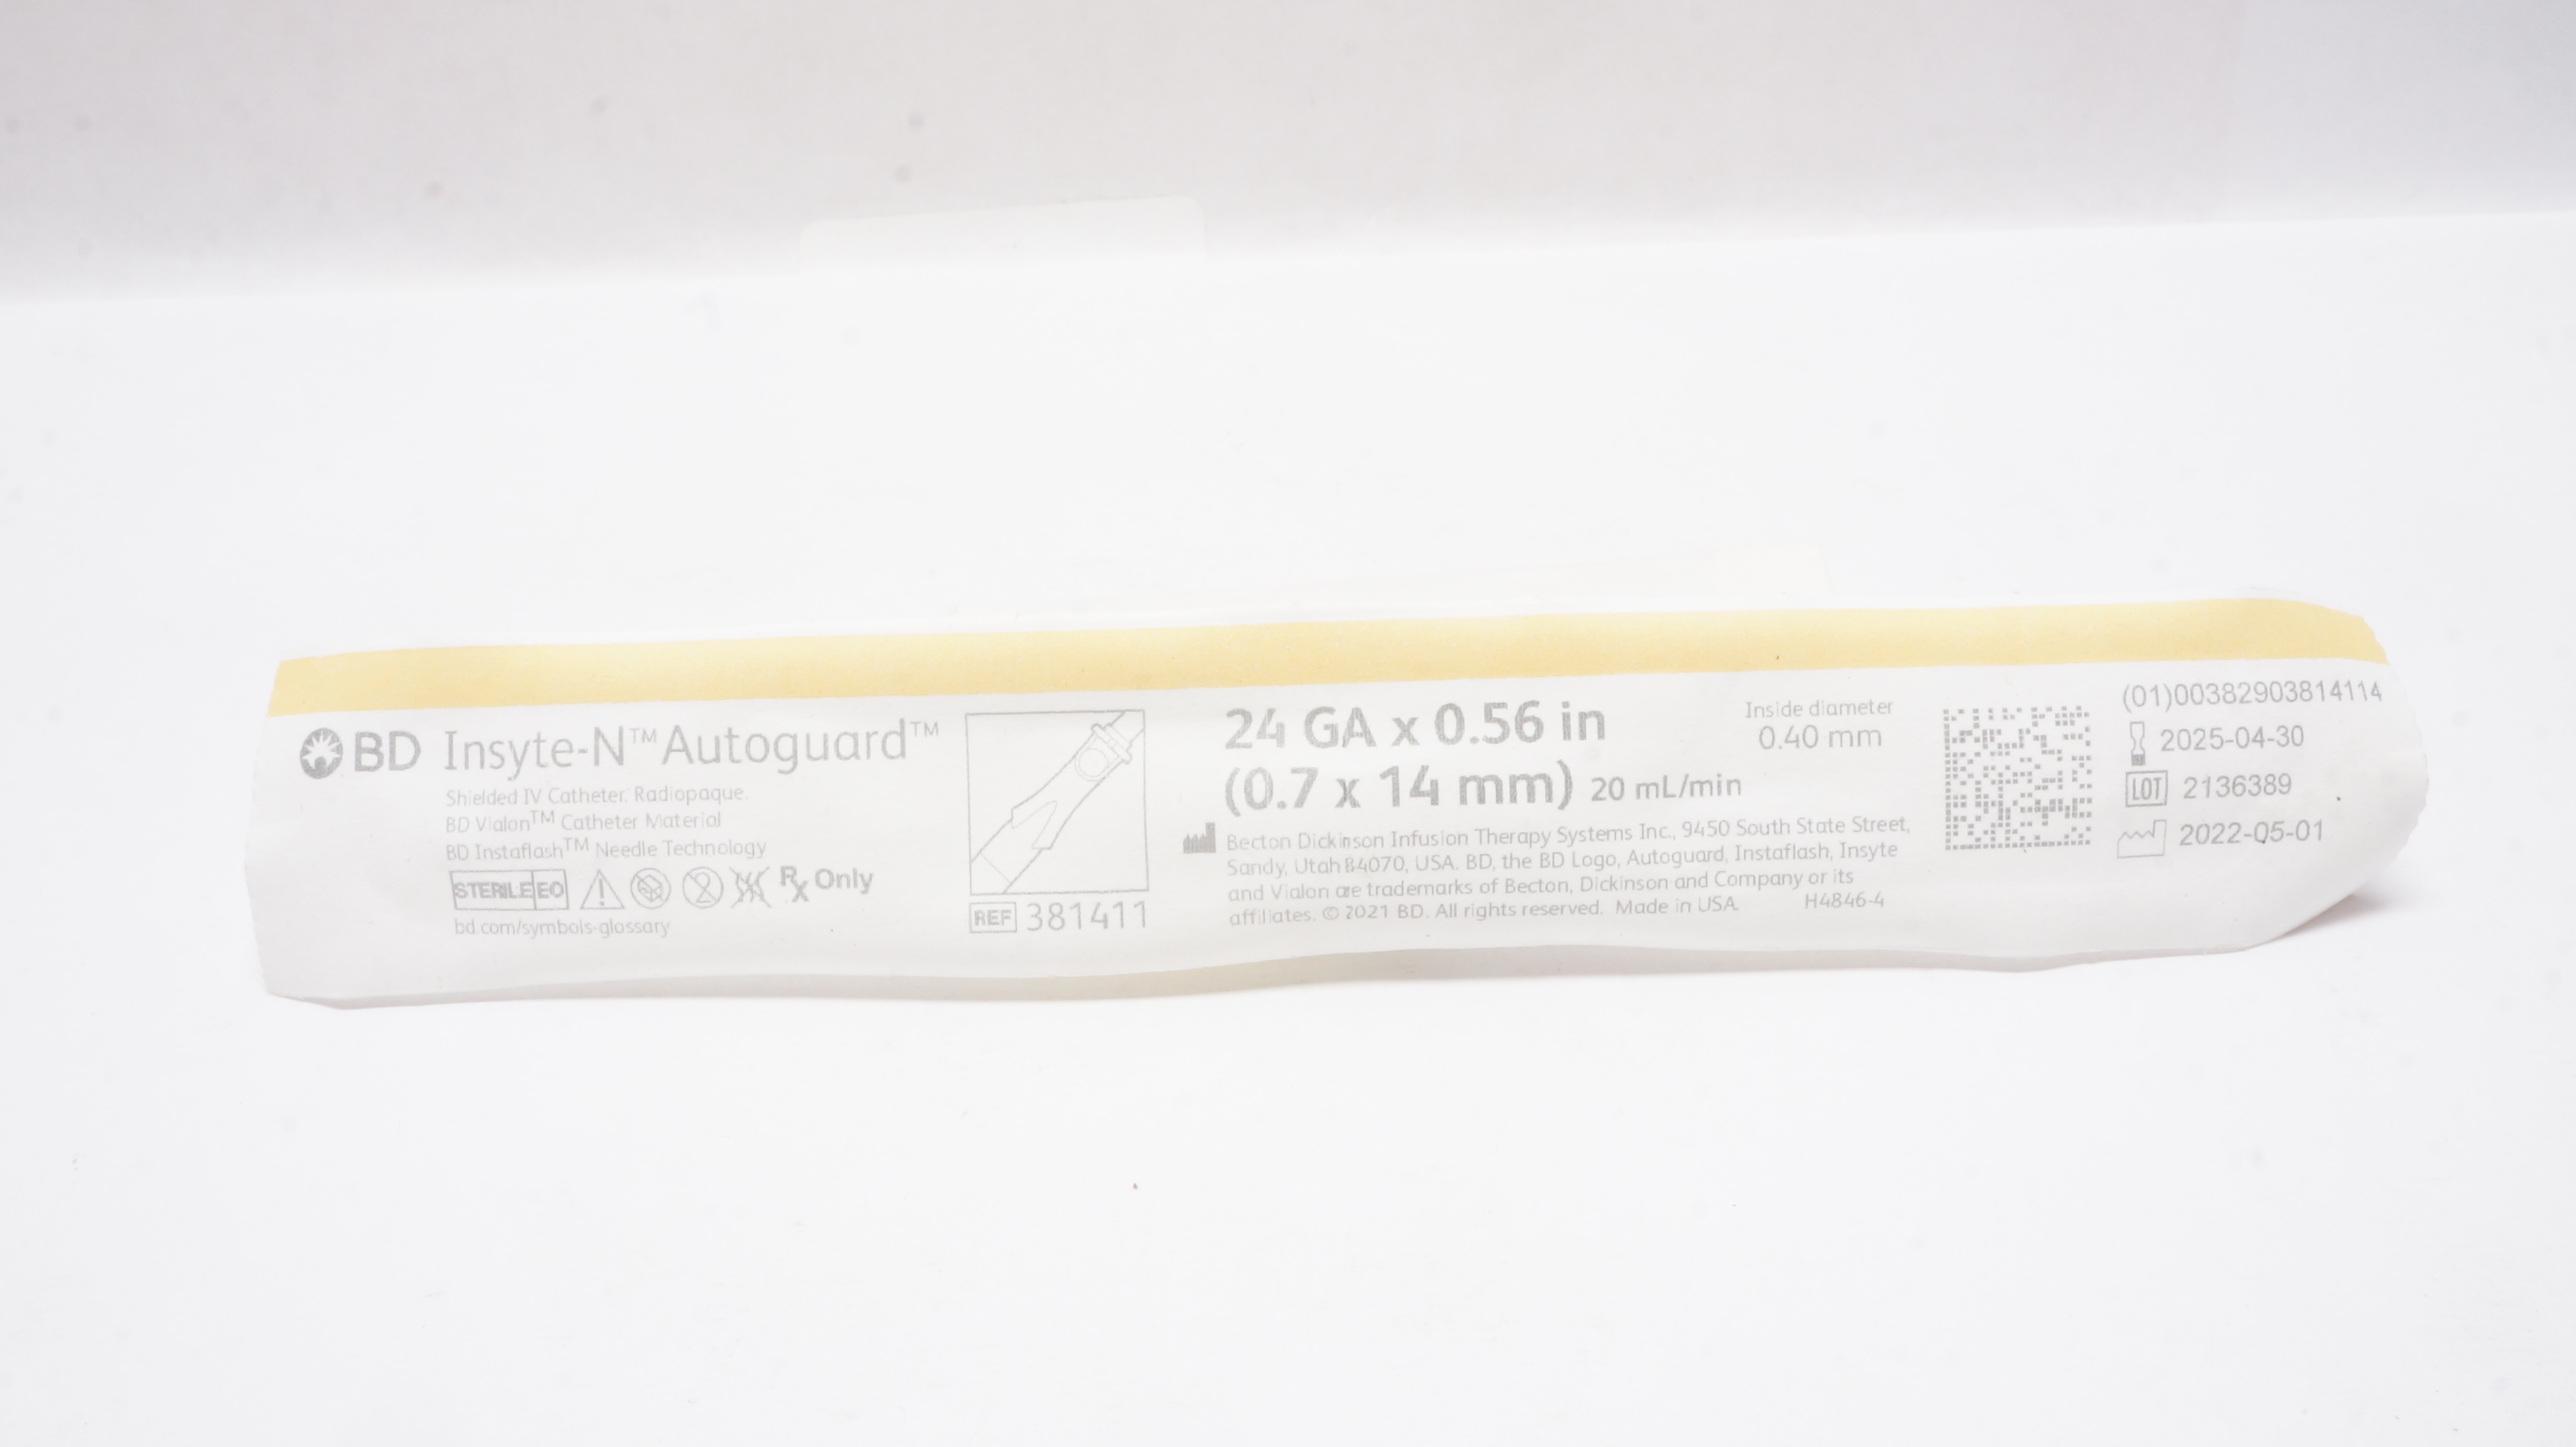 BD Insyte-N™ Autoguard™
Shielded IV Catheter. Radiopaque.
BD Vialon™ Catheter Material
BD Instaflash™ Needle Technology
STERILE EO 2 Rx Only
bd.com/symbols-glossary
REF 381411
24 GA x 0.56 in
(0.7 x 14 mm) 20 mL/min
Inside diameter
0.40 mm
Becton Dickinson Infusion Therapy Systems Inc., 9450 South State Street,
Sandy, Utah 84070, USA. BD, the BD Logo, Autoguard, Instaflash, Insyte
and Vialon are trademarks of Becton, Dickinson and Company or its
affiliates. © 2021 BD. All rights reserved. Made in USA. H4846-4
(01)00382903814114
2025-04-30
LOT 2136389
2022-05-01